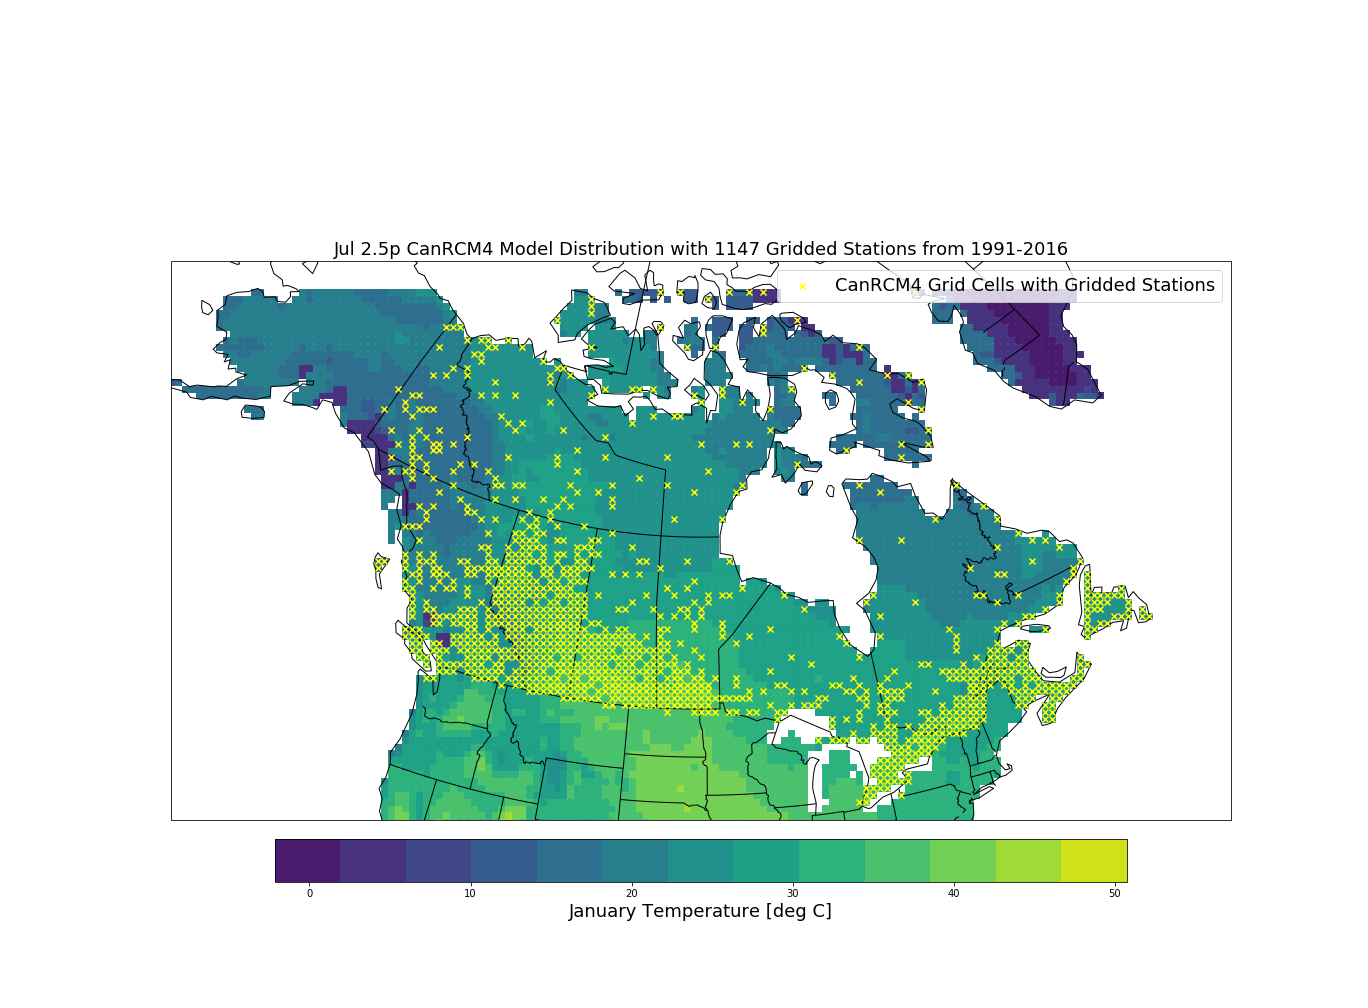 Jul 2.5p CanRCM4 Model Distribution with 1147 Gridded Stations from 1991-2016
CanRCM4 Grid Cells with Gridded Stations
0 10 20 30 40 50
January Temperature [deg C]